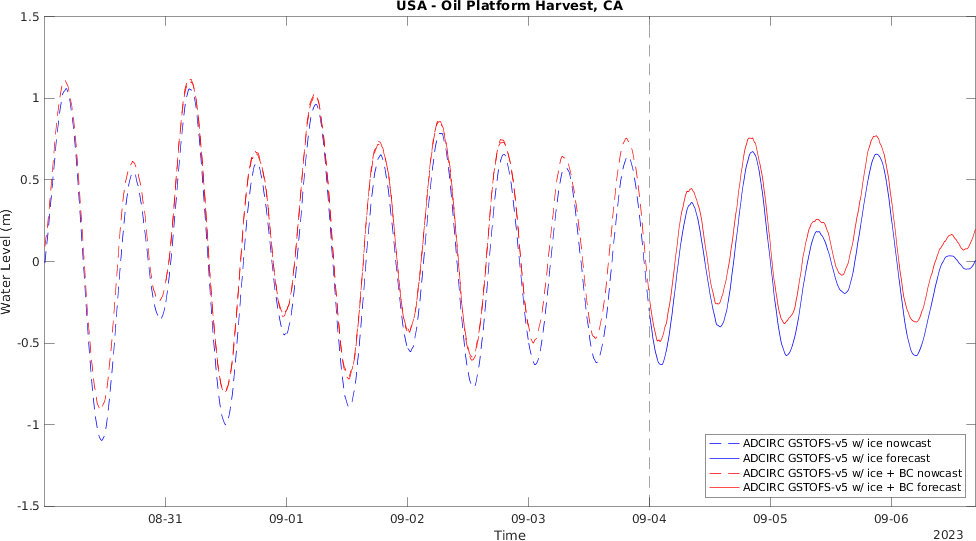 USA - Oil Platform Harvest, CA
1.5
1
0.5
0
-0.5
-1
-1.5
Water Level (m)
08-31
09-01
09-02
09-03
09-04
09-05
09-06
Time
2023
ADCIRC GSTOFS-v5 w/ ice nowcast
ADCIRC GSTOFS-v5 w/ ice forecast
ADCIRC GSTOFS-v5 w/ ice + BC nowcast
ADCIRC GSTOFS-v5 w/ ice + BC forecast